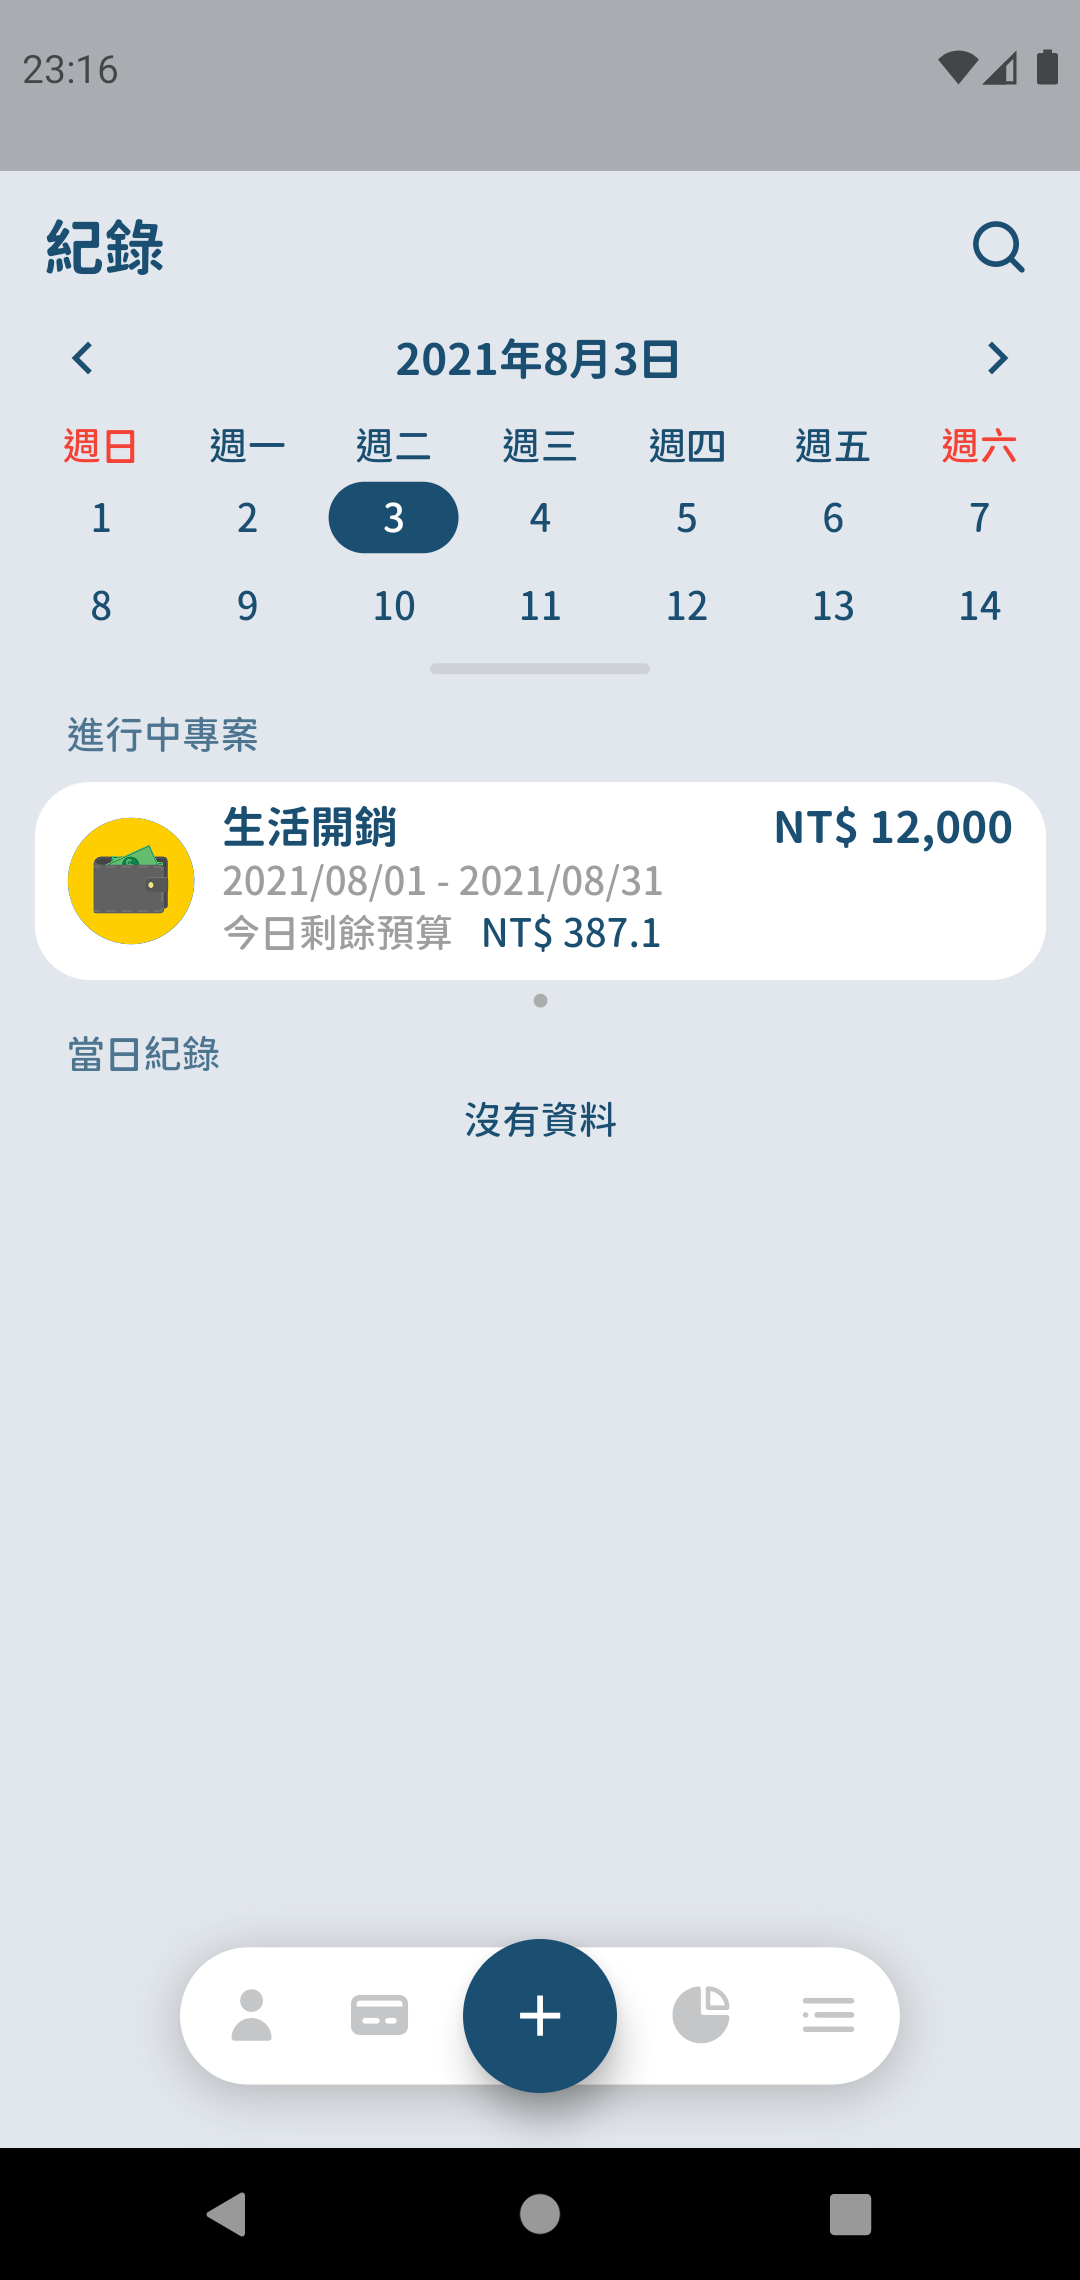 23:16
紀錄
2021年8月3日
週日 週一 週二 週三 週四 週五 週六
1 2 3 4 5 6 7
8 9 10 11 12 13 14
進行中專案
生活開銷 NT$ 12,000
2021/08/01 - 2021/08/31
今日剩餘預算 NT$ 387.1
當日紀錄
沒有資料